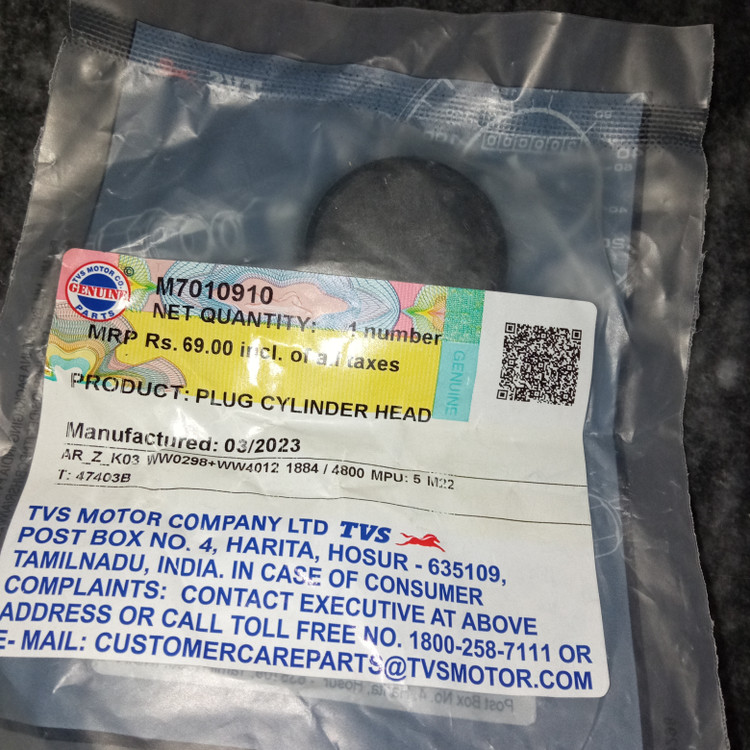 TVS
TVS MOTOR CO. ©
GENUINE
PARTS
M7010910
NET QUANTITY: 1 number
MRP Rs. 69.00 incl. of all taxes
GENUINE
PRODUCT: PLUG CYLINDER HEAD
Manufactured: 03/2023
AR_Z_K03 WW0298+WW4012 1884 / 4800 MPU: 5 M22
T: 47403B
TVS MOTOR COMPANY LTD TVS
POST BOX NO. 4, HARITA, HOSUR - 635109,
TAMILNADU, INDIA. IN CASE OF CONSUMER
COMPLAINTS: CONTACT EXECUTIVE AT ABOVE
ADDRESS OR CALL TOLL FREE NO. 1800-258-7111 OR
E- MAIL: CUSTOMERCAREPARTS@TVSMOTOR.COM
Post Box No. 4, Harita, Hosur